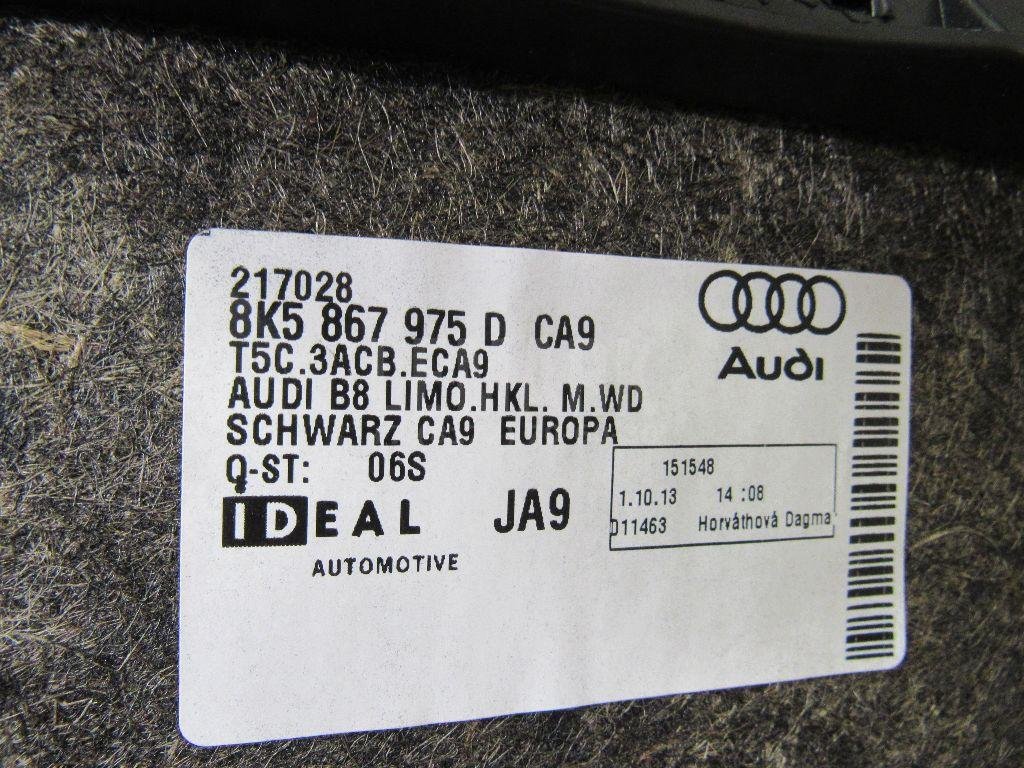 217028
8K5 867 975 D CA9
T5C.3ACB.ECA9
AUDI B8 LIMO.HKL. M.WD
SCHWARZ CA9 EUROPA
Q-ST: 06S
IDEAL
AUTOMOTIVE
JA9
Audi
151548
1.10.13 14:08
D11463 Horváthová Dagma